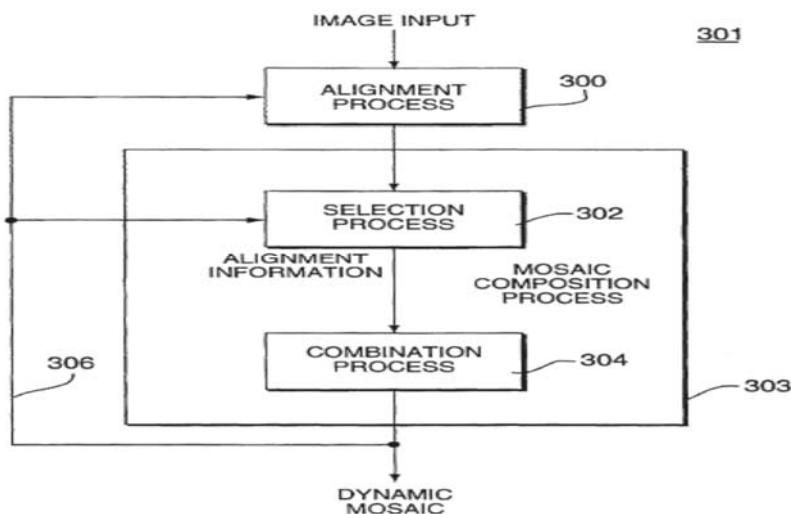 IMAGE INPUT
301
ALIGNMENT
PROCESS
300
SELECTION
PROCESS
302
ALIGNMENT
INFORMATION
MOSAIC
COMPOSITION
PROCESS
COMBINATION
PROCESS
304
306
303
DYNAMIC
MOSAIC